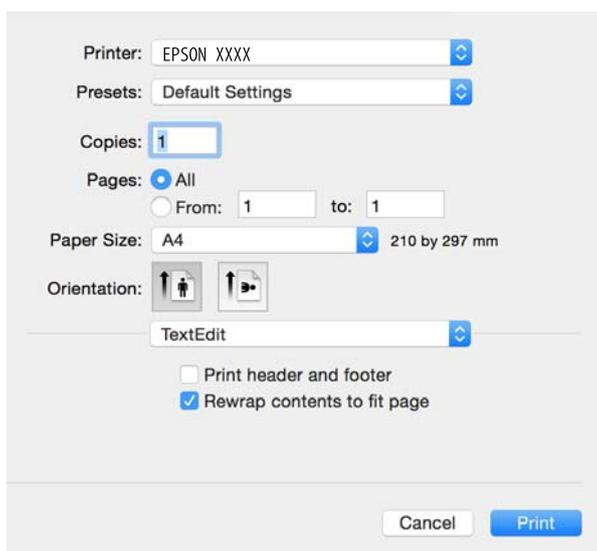 Printer: EPSON XXXX
Presets: Default Settings
Copies: 1
Pages: All
From: 1 to: 1
Paper Size: A4 210 by 297 mm
Orientation:
TextEdit
Print header and footer
Rewrap contents to fit page
Cancel Print